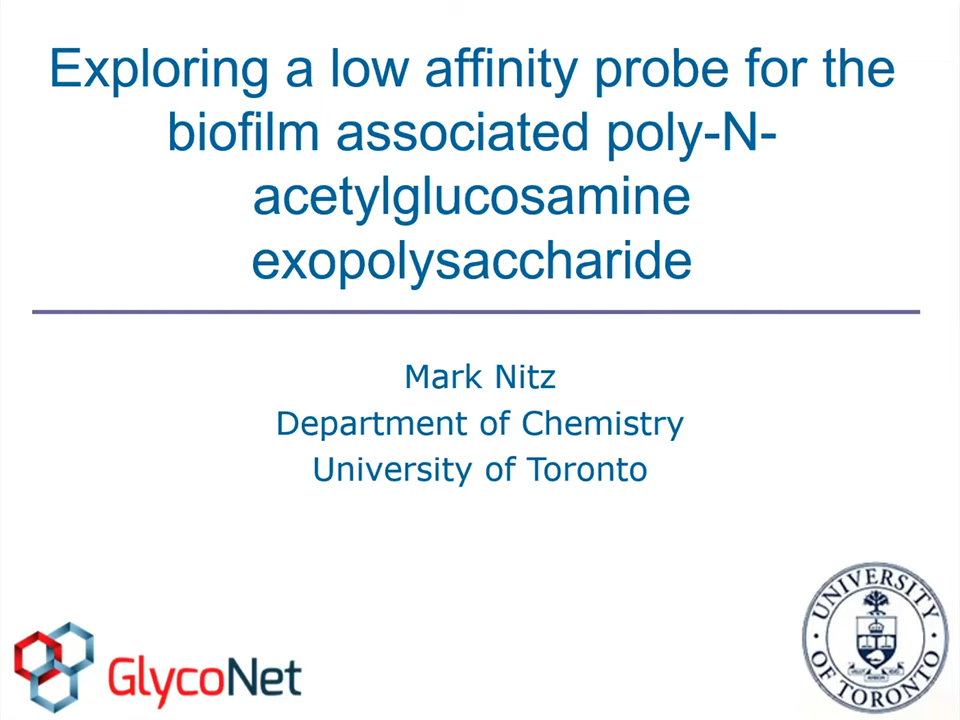 Exploring a low affinity probe for the
biofilm associated poly-N-
acetylglucosamine
exopolysaccharide
Mark Nitz
Department of Chemistry
University of Toronto
GlycoNet
UNIVERSITY
OF TORONTO